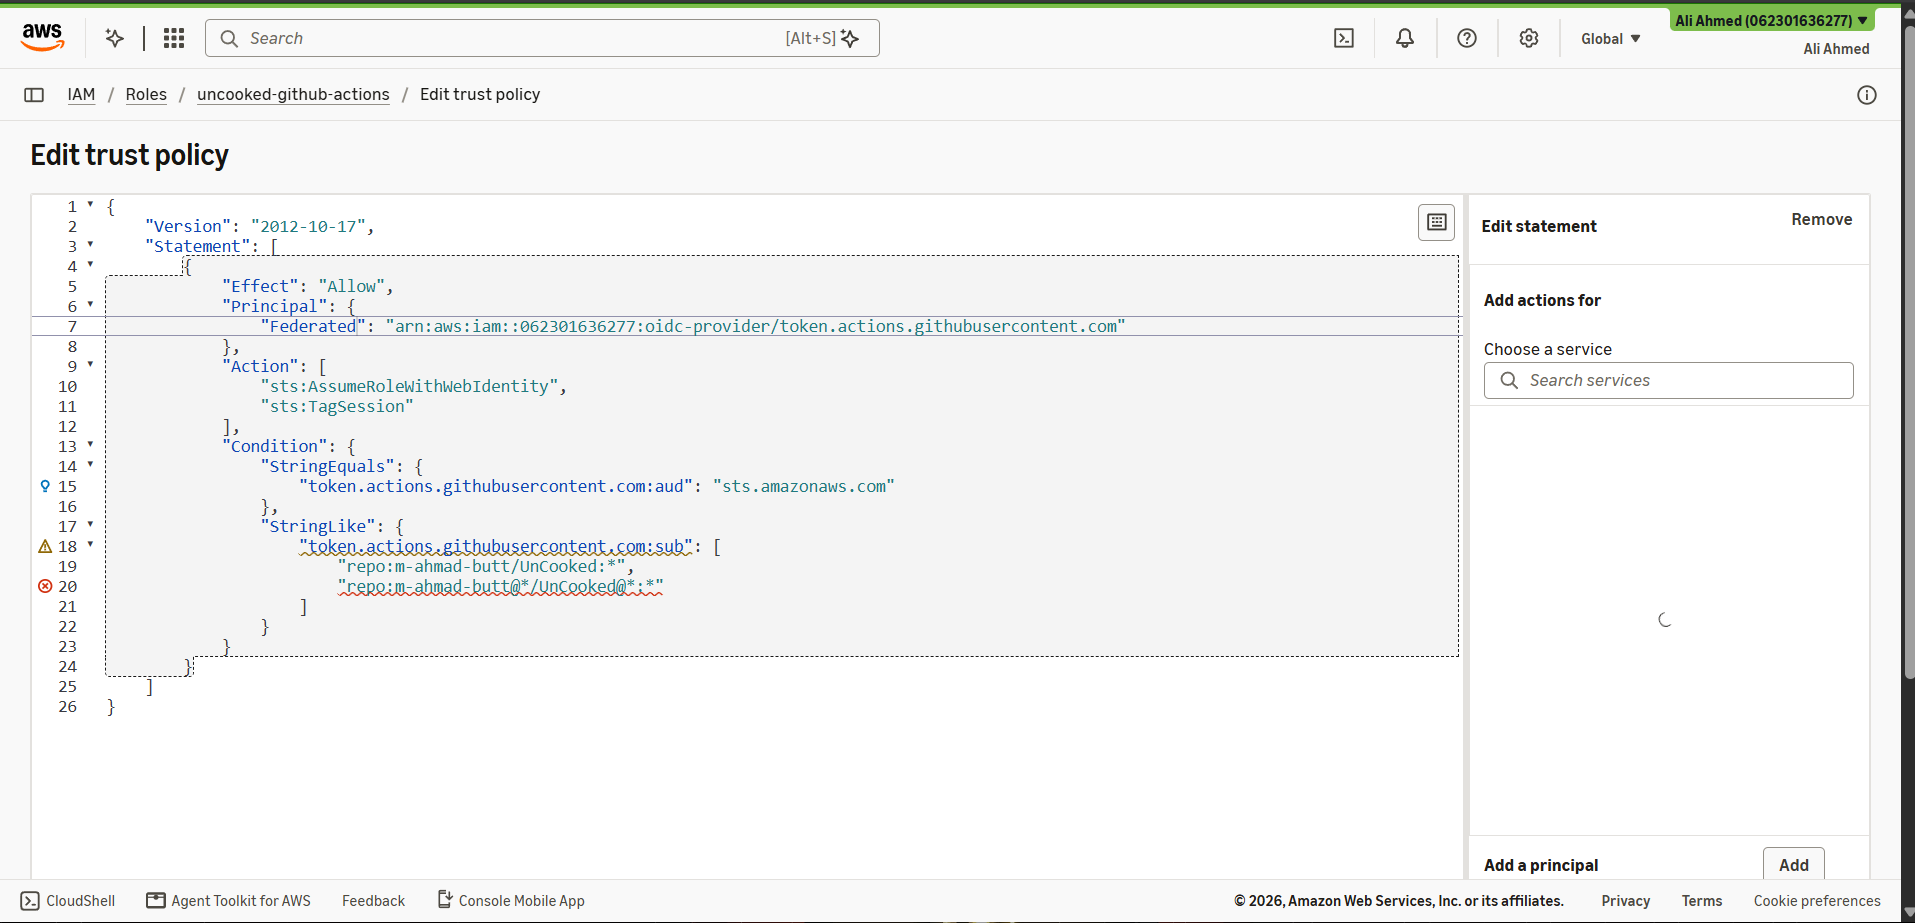 aws
Search
[Alt+S]
Global
Ali Ahmed (062301636277)
Ali Ahmed
IAM / Roles / uncooked-github-actions / Edit trust policy
Edit trust policy
1 {
2 "Version": "2012-10-17",
3 "Statement": [
4 {
5 "Effect": "Allow",
6 "Principal": {
7 "Federated": "arn:aws:iam::062301636277:oidc-provider/token.actions.githubusercontent.com"
8 },
9 "Action": [
10 "sts:AssumeRoleWithWebIdentity",
11 "sts:TagSession"
12 ],
13 "Condition": {
14 "StringEquals": {
15 "token.actions.githubusercontent.com:aud": "sts.amazonaws.com"
16 },
17 "StringLike": {
18 "token.actions.githubusercontent.com:sub": [
19 "repo:m-ahmad-butt/UnCooked:*",
20 "repo:m-ahmad-butt@*/UnCooked@*:*"
21 ]
22 }
23 }
24 }
25 ]
26 }
Edit statement
Remove
Add actions for
Choose a service
Search services
Add a principal
Add
CloudShell
Agent Toolkit for AWS
Feedback
Console Mobile App
© 2026, Amazon Web Services, Inc. or its affiliates.
Privacy
Terms
Cookie preferences